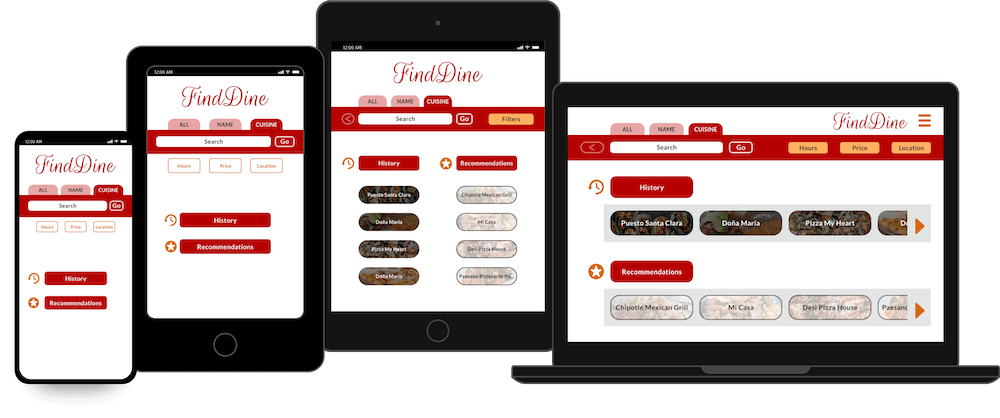 12:00 AM
FindDine
ALL NAME CUISINE
Search Go
Hours Price Location
History
Recommendations
12:00 AM
FindDine
ALL NAME CUISINE
Search Go
Hours Price Location
History
Recommendations
12:00 AM
FindDine
ALL NAME CUISINE
< Search Go Filters
History Recommendations
Puesto Santa Clara Chipotle Mexican Grill
Doña Maria Mi Casa
Pizza My Heart Desi Pizza House
Doña Maria Paesano Ristorante Ita...
ALL NAME CUISINE FindDine
< Search Go Hours Price Location
History
Puesto Santa Clara Doña Maria Pizza My Heart Do
Recommendations
Chipotle Mexican Grill Mi Casa Desi Pizza House Paesano